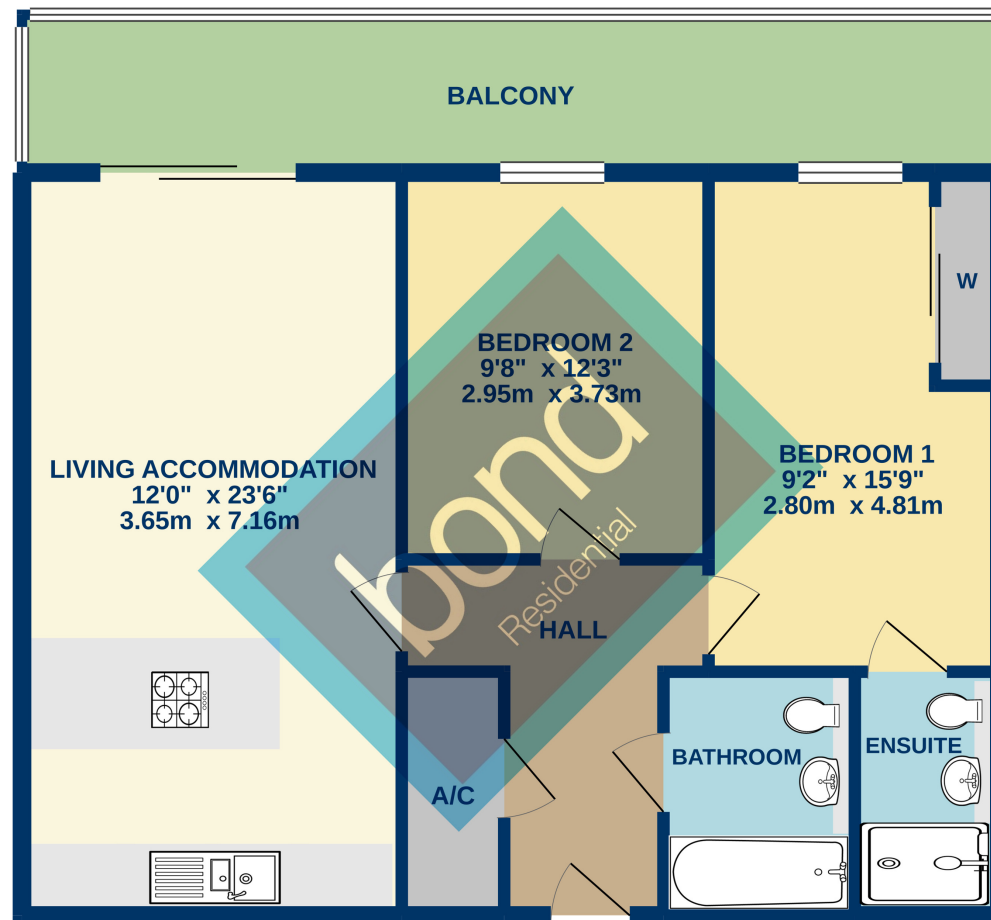 BALCONY
W
BEDROOM 2
9'8" x 12'3"
2.95m x 3.73m
BEDROOM 1
9'2" x 15'9"
2.80m x 4.81m
LIVING ACCOMMODATION
12'0" x 23'6"
3.65m x 7.16m
bond
Residential
HALL
BATHROOM
ENSUITE
A/C